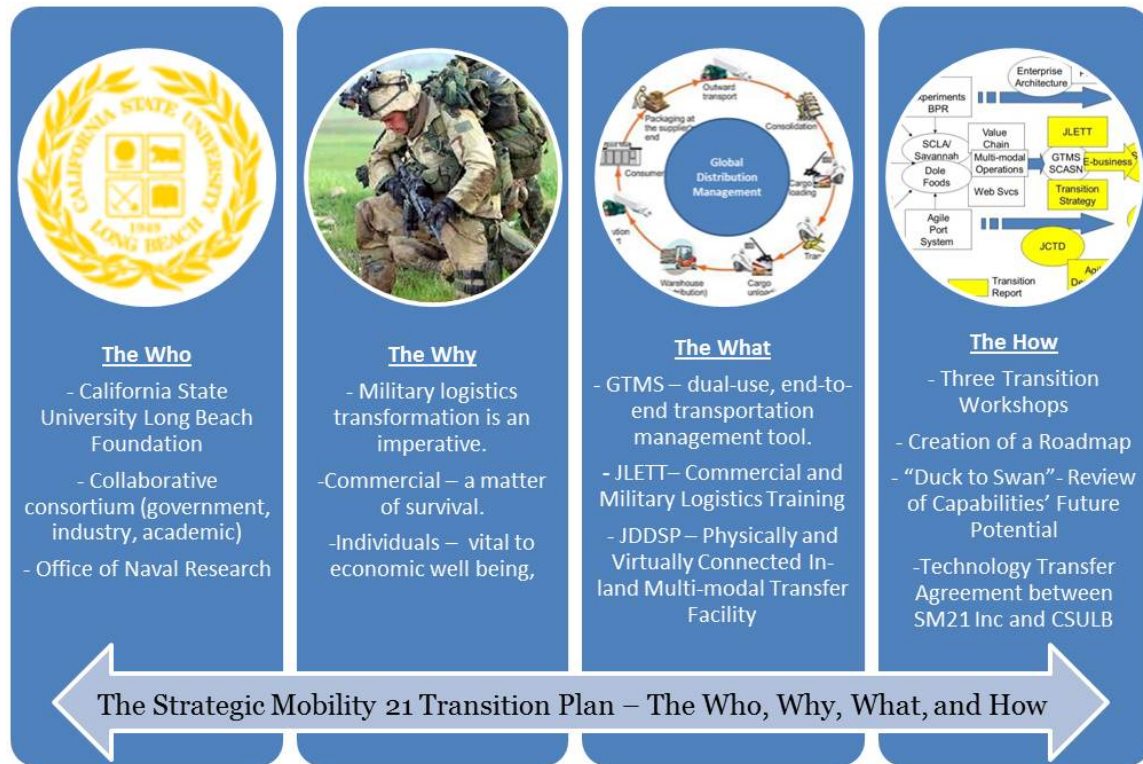 CALIFORNIA STATE UNIVERSITY
LONG BEACH
1949
The Who
- California State
University Long Beach
Foundation
- Collaborative
consortium (government,
industry, academic)
- Office of Naval Research
The Why
- Military logistics
transformation is an
imperative.
-Commercial – a matter
of survival.
-Individuals – vital to
economic well being,
Outward
transport
Packaging at
the supplier's
end
Consolidation
Global
Distribution
Management
Consumer
Cargo
loading
Warehouse
Cargo
The What
- GTMS – dual-use, end-to-
end transportation
management tool.
- JLETT– Commercial and
Military Logistics Training
- JDDSP – Physically and
Virtually Connected In-
land Multi-modal Transfer
Facility
Enterprise
Architecture
BPR
JLETT
SCLA/
Savannah
Value
Chain
Multi-modal
Operations
GTMS
SCASN
E-business
Dole
Foods
Web Svcs
Transition
Strategy
Agile
Port
System
JCTD
Transition
Report
The How
- Three Transition
Workshops
- Creation of a Roadmap
- “Duck to Swan”- Review
of Capabilities’ Future
Potential
-Technology Transfer
Agreement between
SM21 Inc and CSULB
The Strategic Mobility 21 Transition Plan – The Who, Why, What, and How